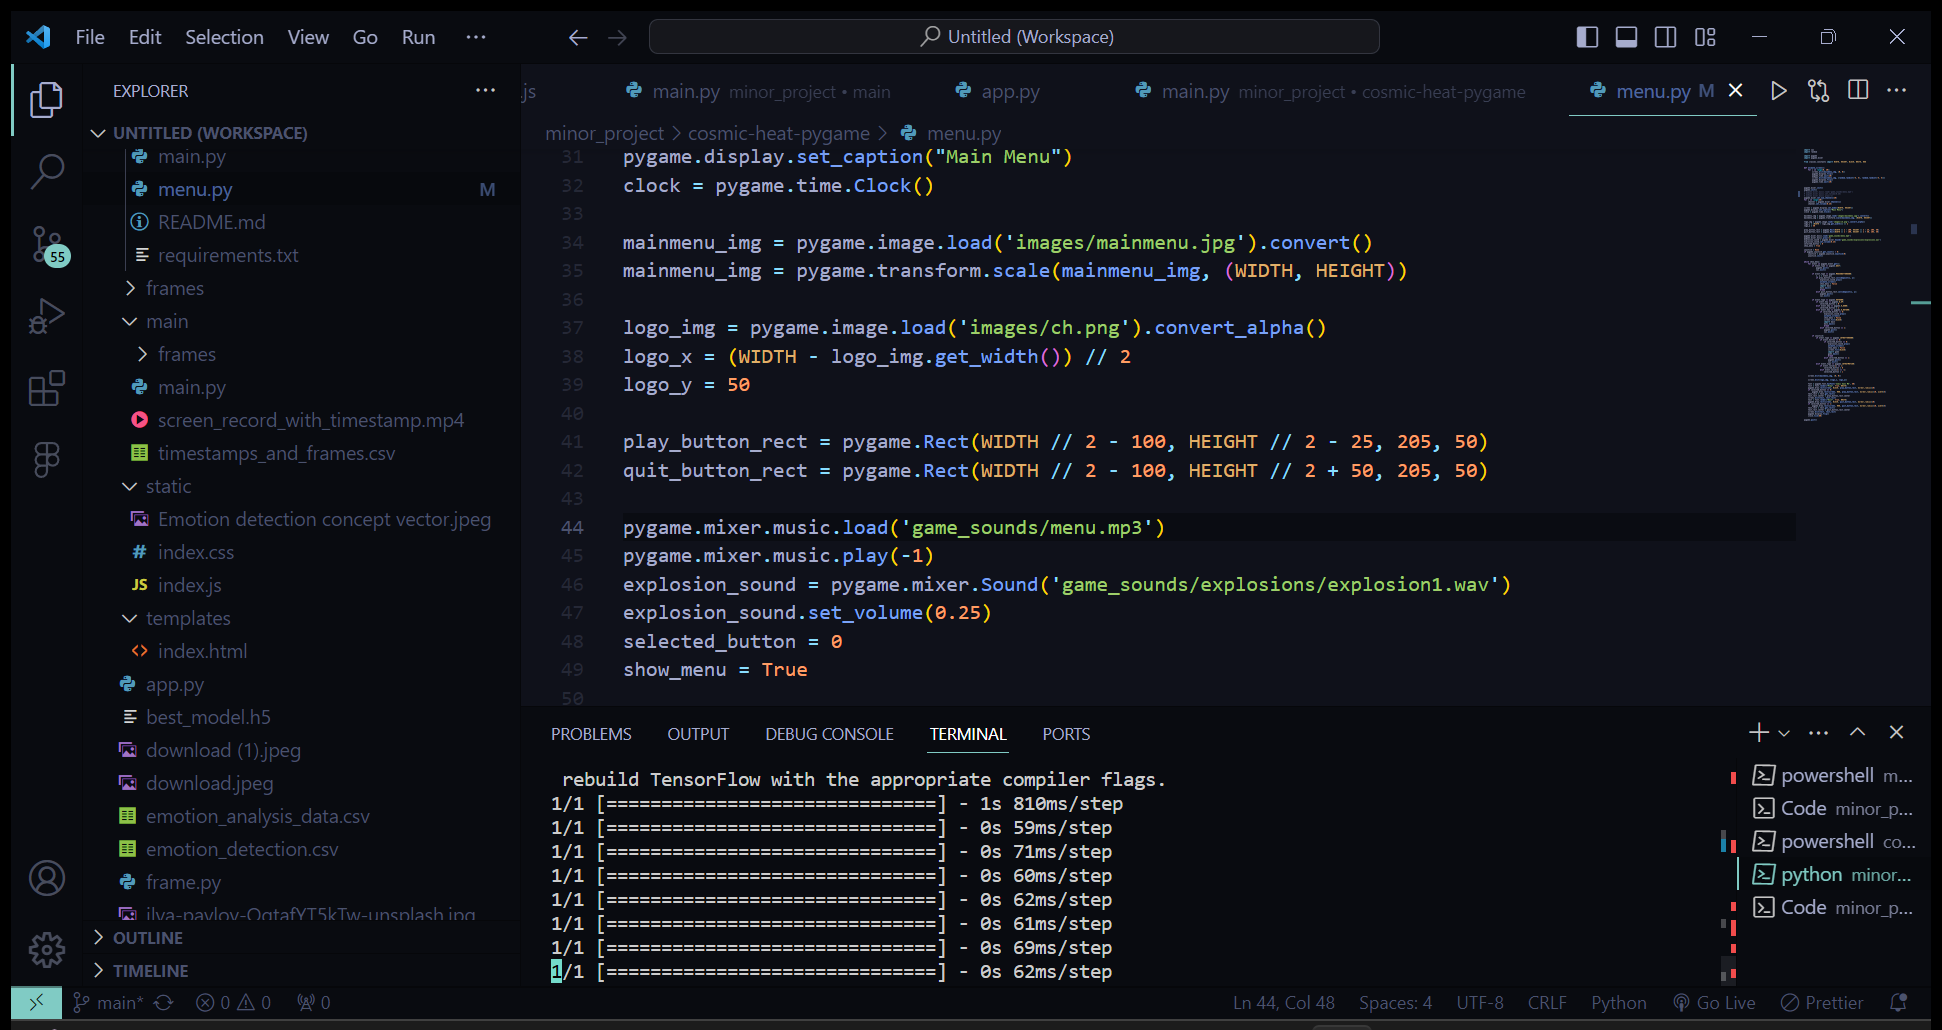 File Edit Selection View Go Run ···
Untitled (Workspace)
EXPLORER
UNTITLED (WORKSPACE)
main.py
menu.py M
README.md
requirements.txt
frames
main
frames
main.py
screen_record_with_timestamp.mp4
timestamps_and_frames.csv
static
Emotion detection concept vector.jpeg
# index.css
JS index.js
templates
<> index.html
app.py
best_model.h5
download (1).jpeg
download.jpeg
emotion_analysis_data.csv
emotion_detection.csv
frame.py
OUTLINE
TIMELINE
55
.js main.py minor_project • main app.py main.py minor_project • cosmic-heat-pygame menu.py M
minor_project > cosmic-heat-pygame > menu.py
31 pygame.display.set_caption("Main Menu")
32 clock = pygame.time.Clock()
33
34 mainmenu_img = pygame.image.load('images/mainmenu.jpg').convert()
35 mainmenu_img = pygame.transform.scale(mainmenu_img, (WIDTH, HEIGHT))
36
37 logo_img = pygame.image.load('images/ch.png').convert_alpha()
38 logo_x = (WIDTH - logo_img.get_width()) // 2
39 logo_y = 50
40
41 play_button_rect = pygame.Rect(WIDTH // 2 - 100, HEIGHT // 2 - 25, 205, 50)
42 quit_button_rect = pygame.Rect(WIDTH // 2 - 100, HEIGHT // 2 + 50, 205, 50)
43
44 pygame.mixer.music.load('game_sounds/menu.mp3')
45 pygame.mixer.music.play(-1)
46 explosion_sound = pygame.mixer.Sound('game_sounds/explosions/explosion1.wav')
47 explosion_sound.set_volume(0.25)
48 selected_button = 0
49 show_menu = True
50
PROBLEMS OUTPUT DEBUG CONSOLE TERMINAL PORTS
rebuild TensorFlow with the appropriate compiler flags.
1/1 [==============================] - 1s 810ms/step
1/1 [==============================] - 0s 59ms/step
1/1 [==============================] - 0s 71ms/step
1/1 [==============================] - 0s 60ms/step
1/1 [==============================] - 0s 62ms/step
1/1 [==============================] - 0s 61ms/step
1/1 [==============================] - 0s 69ms/step
1/1 [==============================] - 0s 62ms/step
powershell m...
Code minor_p...
powershell co...
python minor...
Code minor_p...
main* 0 0 0
Ln 44, Col 48 Spaces: 4 UTF-8 CRLF Python Go Live Prettier